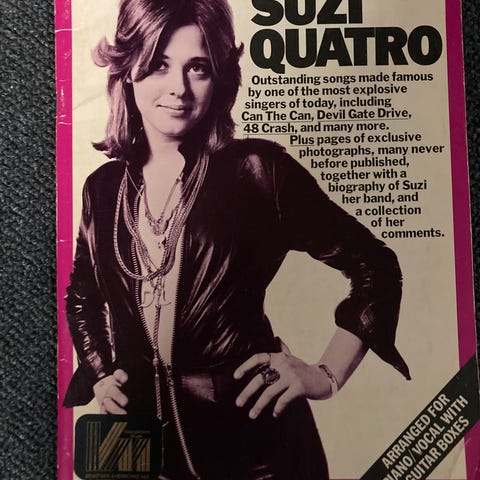 SUZI
QUATRO
Outstanding songs made famous
by one of the most explosive
singers of today, including
Can The Can, Devil Gate Drive,
48 Crash, and many more.
Plus pages of exclusive
photographs, many never
before published,
together with a
biography of Suzi
her band, and
a collection
of her
comments.
ARRANGED FOR
PIANO/VOCAL WITH
GUITAR BOXES